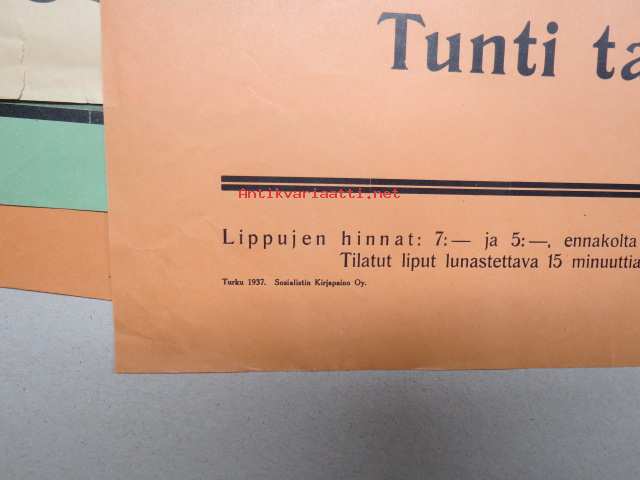 Tunti ta
Antikvariaatti.net
Lippujen hinnat: 7:— ja 5:—, ennakolta
Tilatut liput lunastettava 15 minuuttia
Turku 1937. Sosialistin Kirjapaino Oy.